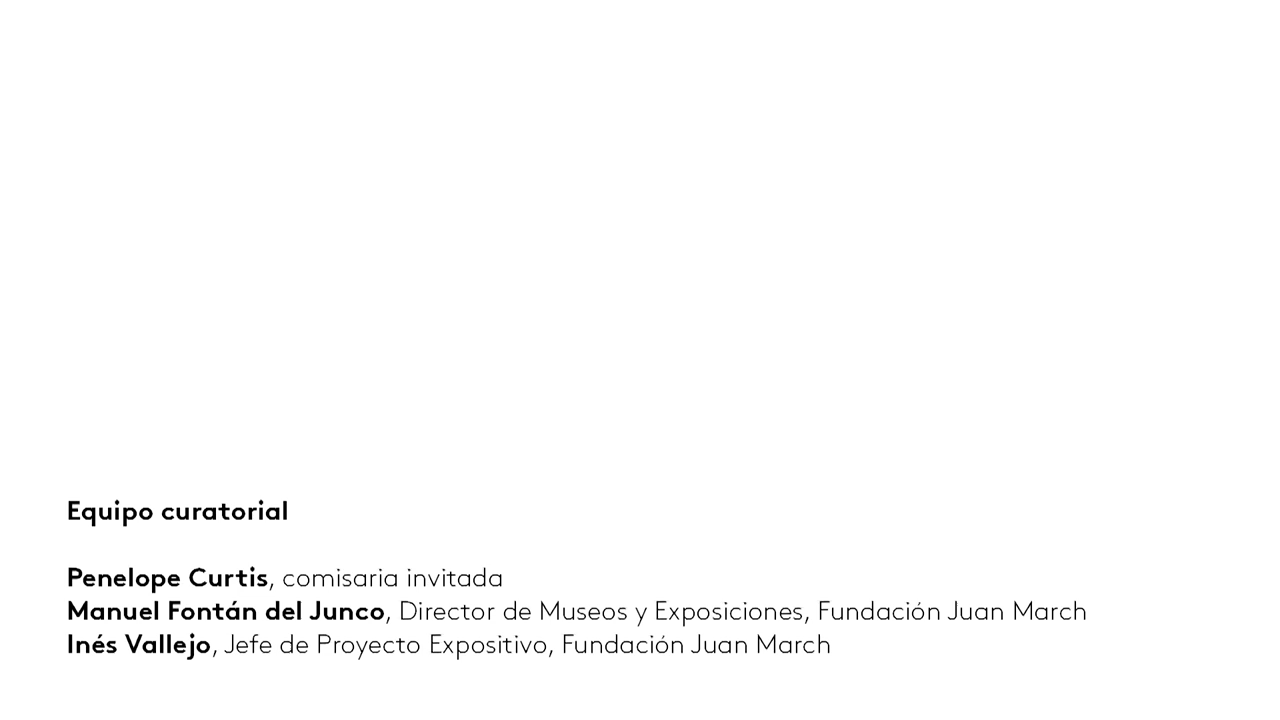 Equipo curatorial
Penelope Curtis, comisaria invitada
Manuel Fontán del Junco, Director de Museos y Exposiciones, Fundación Juan March
Inés Vallejo, Jefe de Proyecto Expositivo, Fundación Juan March